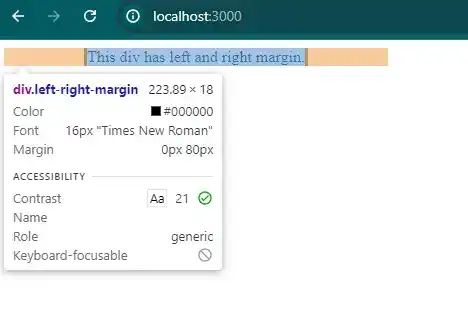 localhost:3000
This div has left and right margin.
div.left-right-margin 223.89 × 18
Color #000000
Font 16px "Times New Roman"
Margin 0px 80px
ACCESSIBILITY
Contrast Aa 21
Name
Role generic
Keyboard-focusable